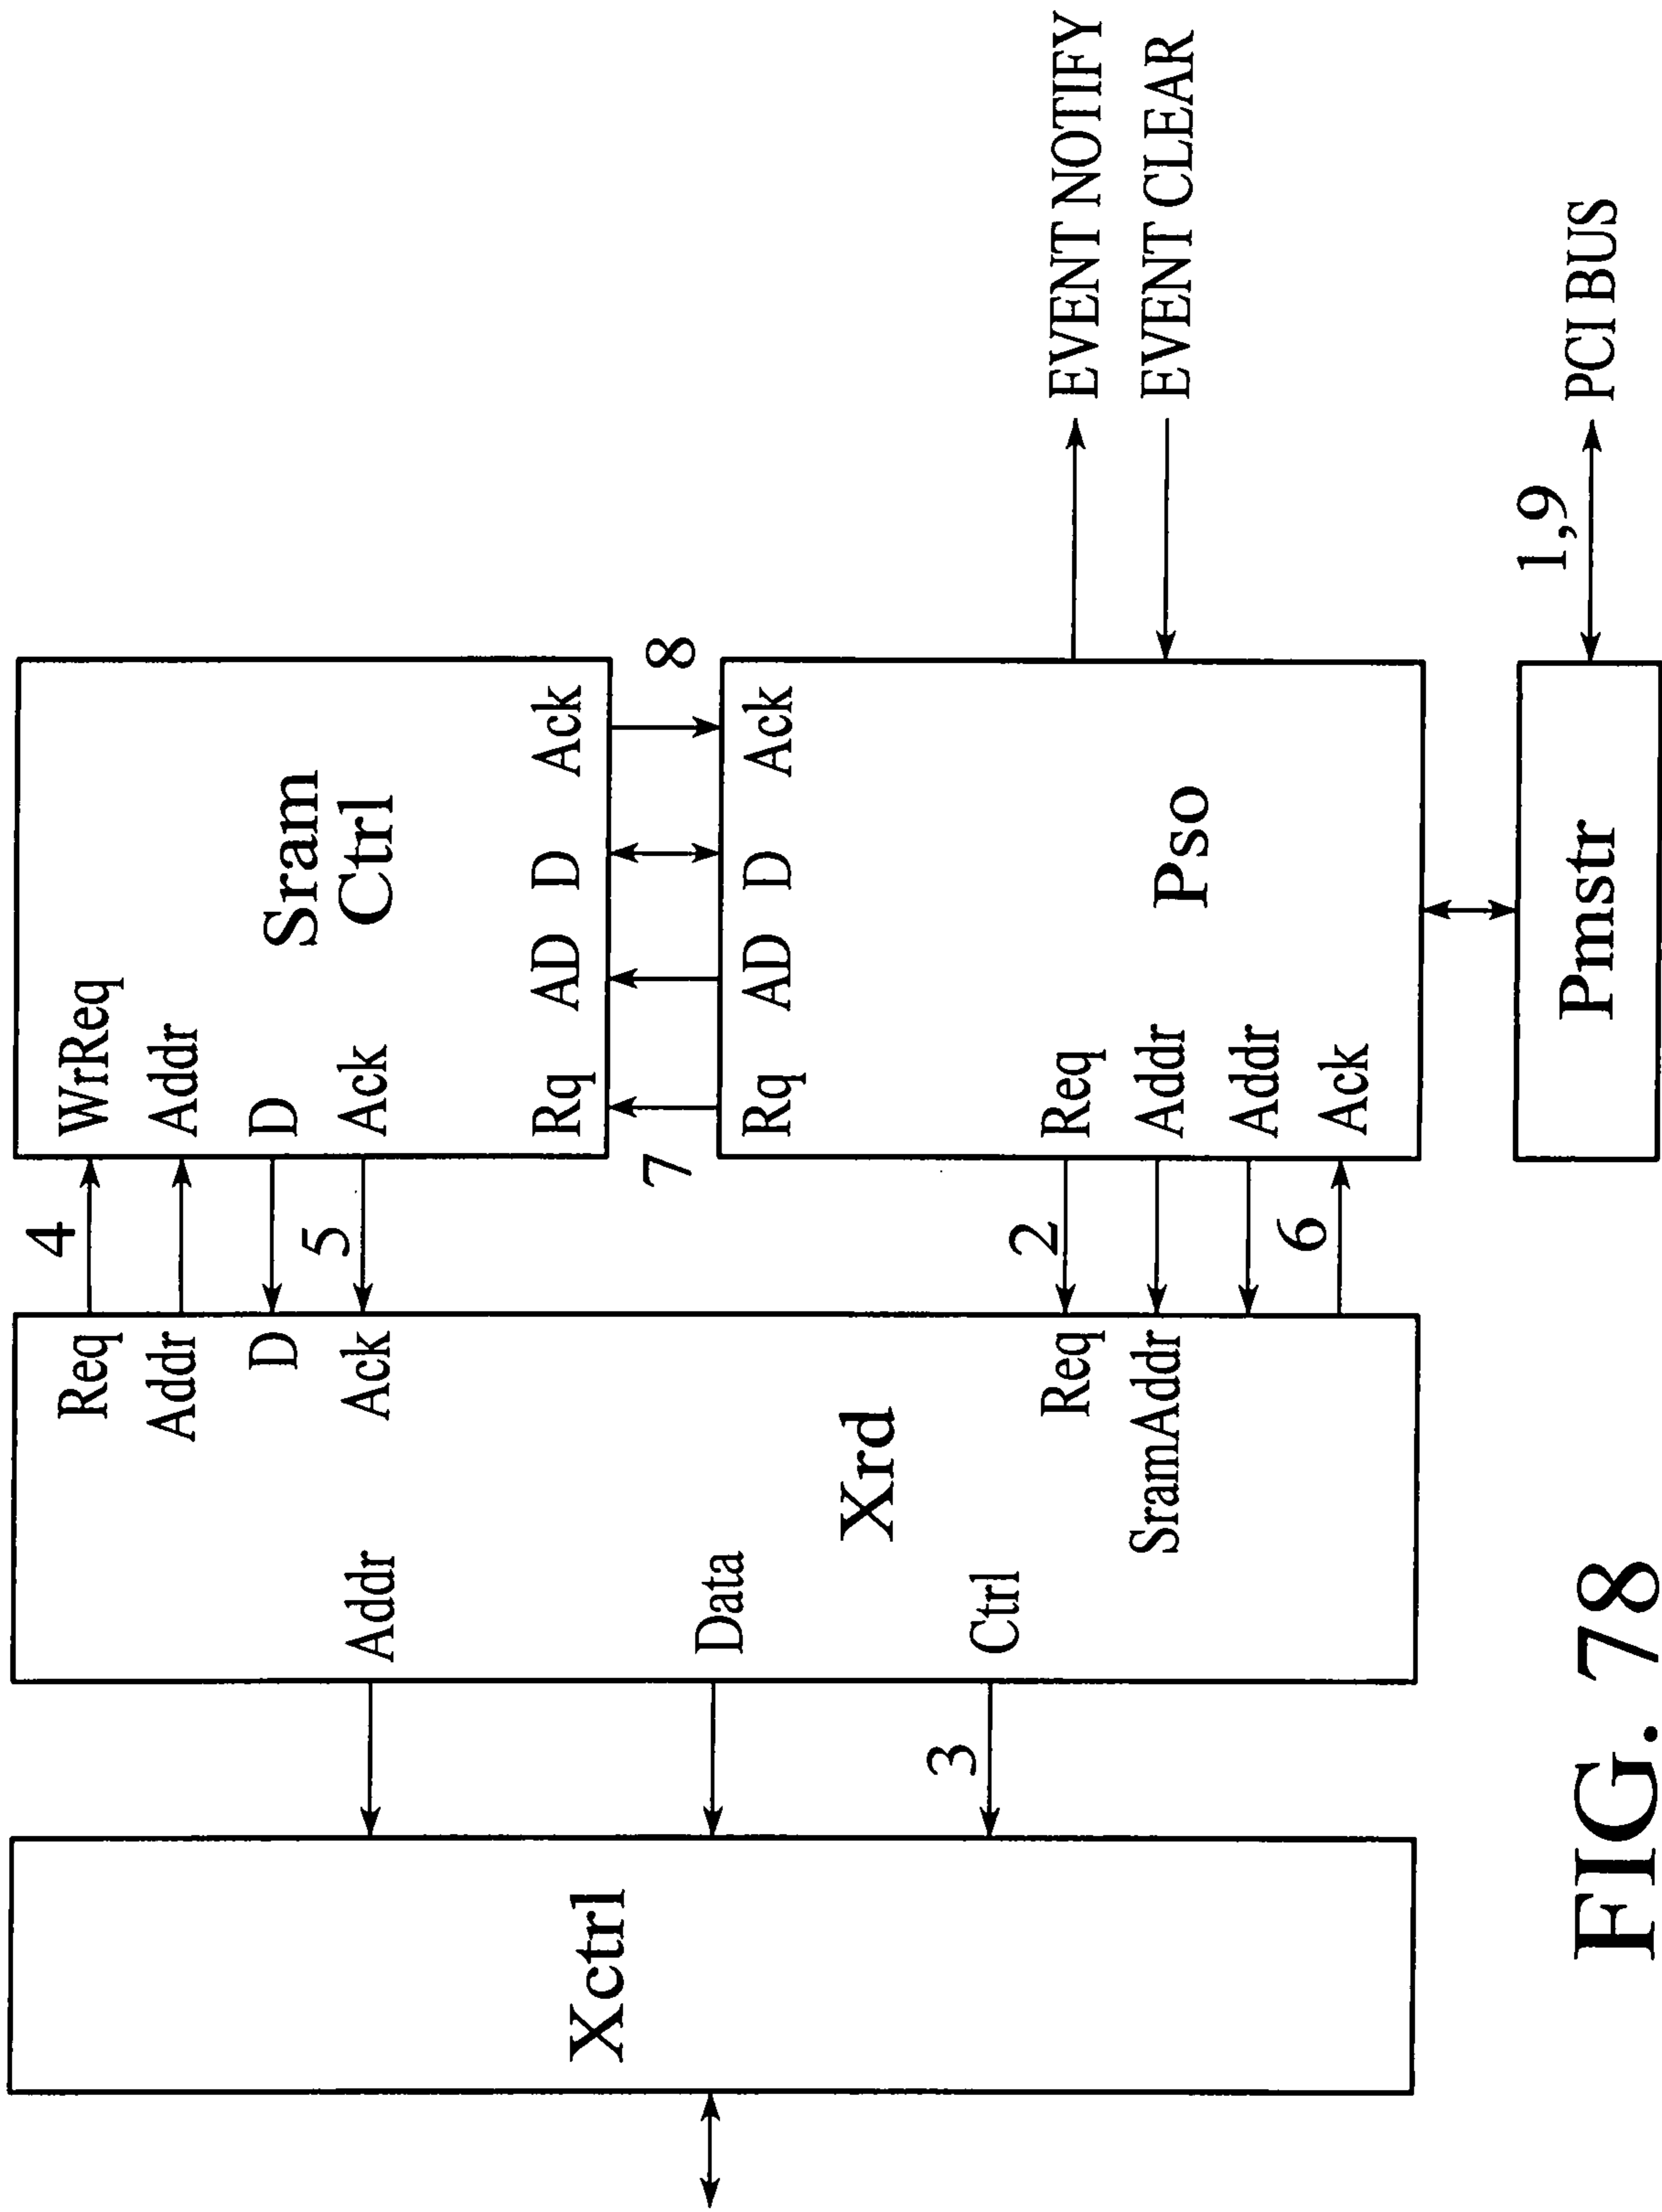 4
Req
WrReq
Addr
Addr
D
D
Sram
5
Addr
Ack
Ack
Ctrl
Rq AD D Ack
Xctrl
7
8
Data
Rq AD D Ack
Xrd
3
Ctrl
2
Req
Req
EVENT NOTIFY
SramAddr
Addr
EVENT CLEAR
Pso
Addr
6
Ack
1,9
Pmstr
PCI BUS
FIG. 78